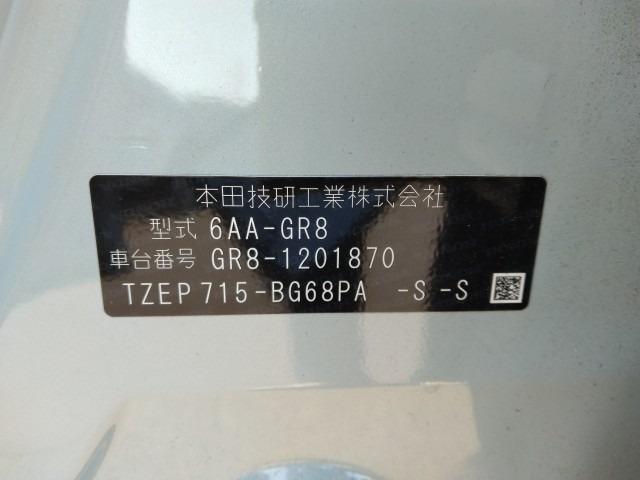 本田技研工業株式会社
型式 6AA-GR8
車台番号 GR8-1201870
TZEP715-BG68PA -S -S